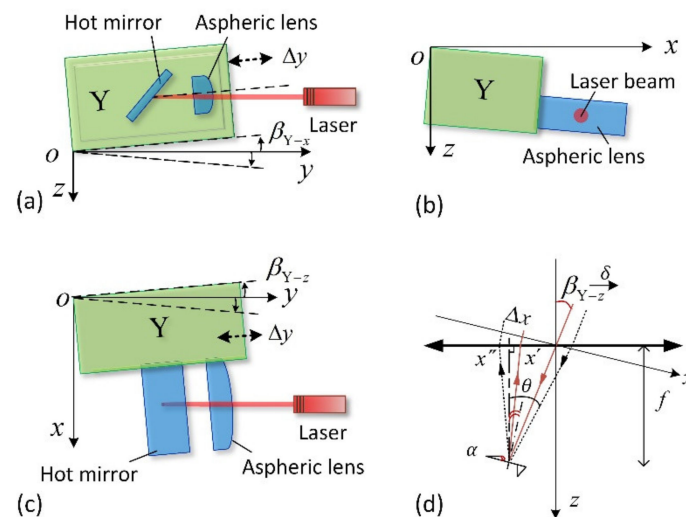 Hot mirror
Aspheric lens
Δy
Y
Laser
β_{Y-x}
o
y
z
(a)
o
x
Y
Laser beam
z
Aspheric lens
(b)
β_{Y-z}
o
y
Y
Δy
x
Laser
Hot mirror
Aspheric lens
(c)
β_{Y-z}
δ
Δx
x″
x′
θ
f
α
z
(d)